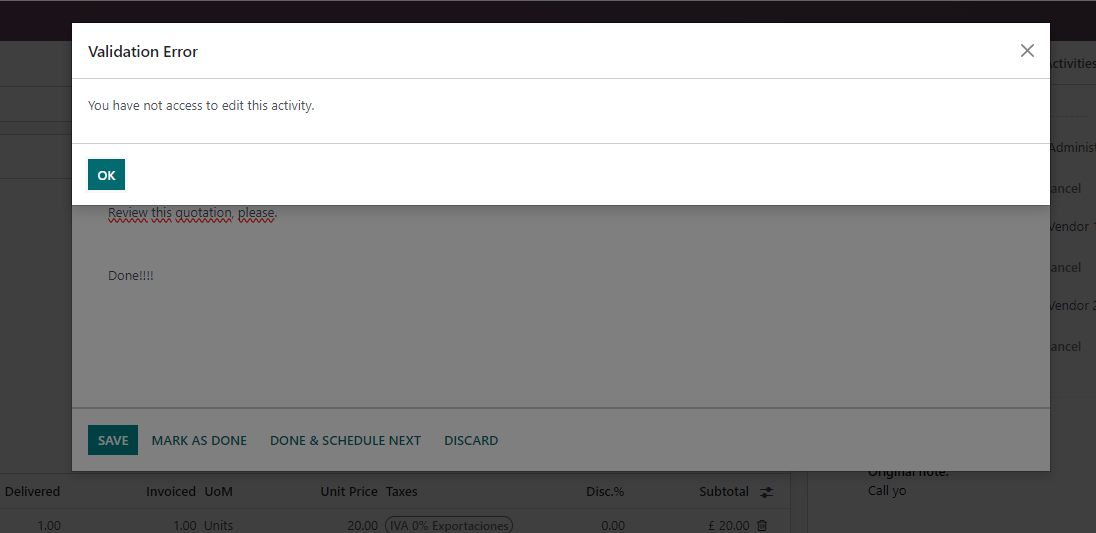 Validation Error
You have not access to edit this activity.
OK
Review this quotation, please.
Done!!!!
SAVE MARK AS DONE DONE & SCHEDULE NEXT DISCARD
Delivered Invoiced UoM Unit Price Taxes Disc.% Subtotal
1.00 1.00 Units 20.00 IVA 0% Exportaciones 0.00 £ 20.00
ctivities
Administ
ancel
Vendor 1
ancel
Vendor 2
ancel
Original note:
Call yo